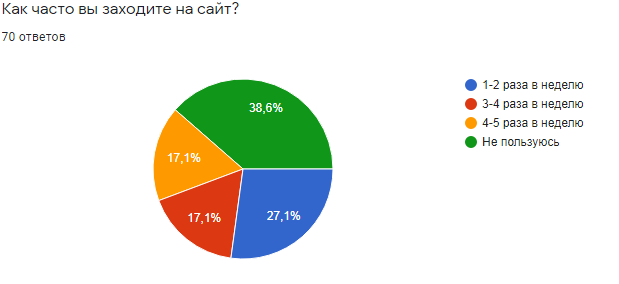 Как часто вы заходите на сайт?
70 ответов
38,6%
17,1%
17,1%
27,1%
1-2 раза в неделю
3-4 раза в неделю
4-5 раза в неделю
Не пользуюсь